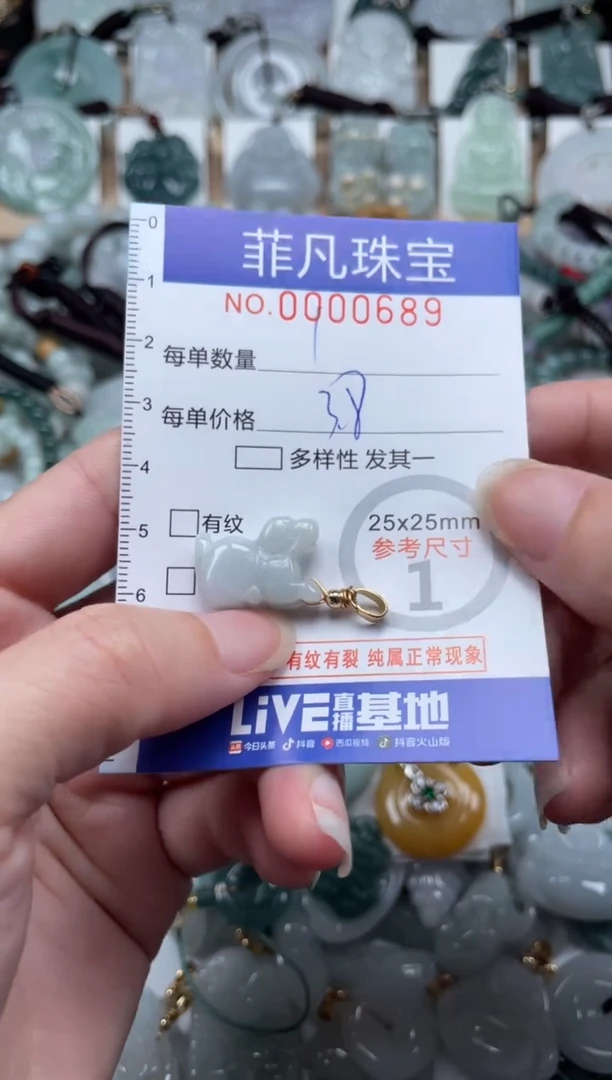 0
菲凡珠宝
1
NO.0000689
2
每单数量 1
3
每单价格 38
4
多样性 发其一
5
有纹
25x25mm
参考尺寸
1
6
有纹有裂 纯属正常现象
LiVE直播基地
今日头条 抖音 西瓜视频 抖音火山版